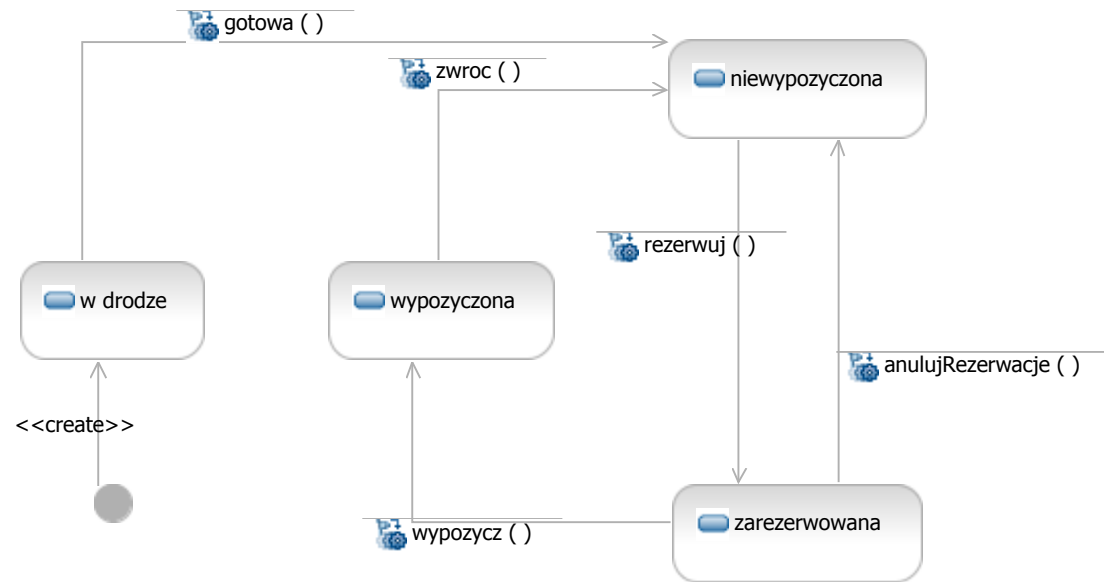 gotowa ( )
zwroc ( )
niewypozyczona
rezerwuj ( )
w drodze
wypozyczona
anulujRezerwacje ( )
<<create>>
wypozycz ( )
zarezerwowana